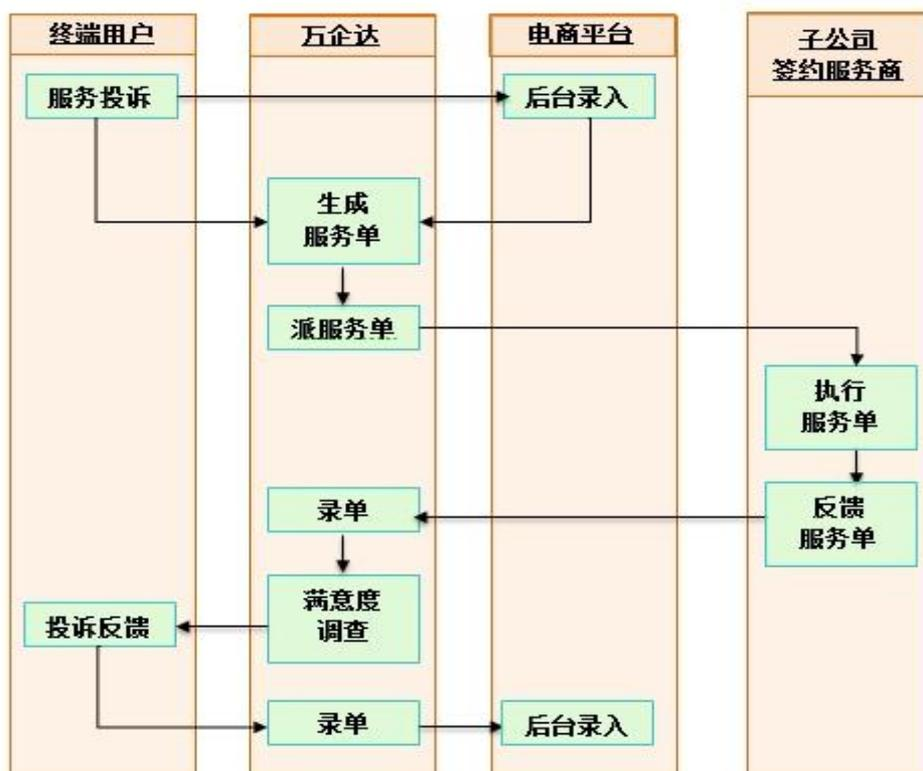 终端用户
万企达
电商平台
子公司
签约服务商
服务投诉
后台录入
生成
服务单
派服务单
执行
服务单
录单
反馈
服务单
满意度
调查
投诉反馈
录单
后台录入